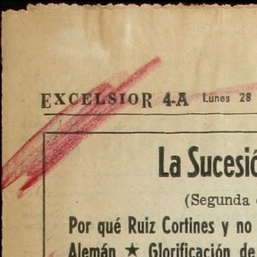 EXCELSIOR 4-A Lunes 28
La Sucesió
(Segunda
Por qué Ruiz Cortines y no
Alemán ★ Glorificación de